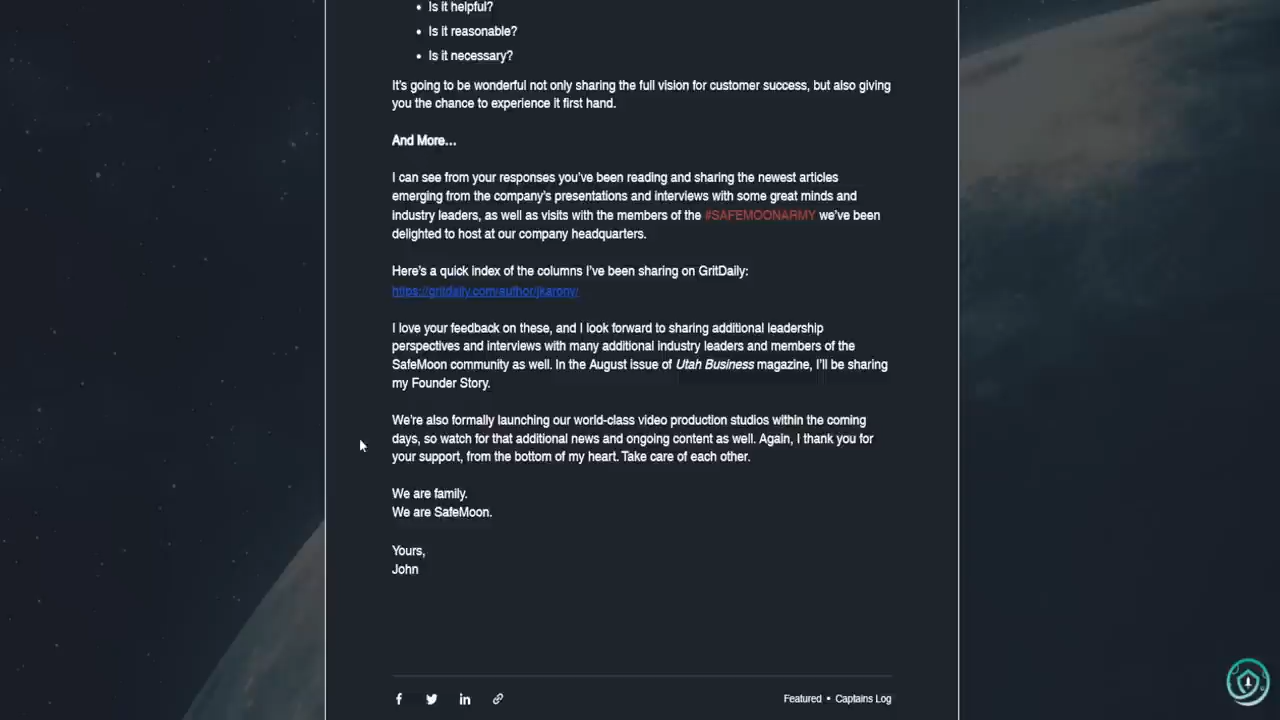 • Is it helpful?
• Is it reasonable?
• Is it necessary?
It's going to be wonderful not only sharing the full vision for customer success, but also giving
you the chance to experience it first hand.
And More...
I can see from your responses you've been reading and sharing the newest articles
emerging from the company's presentations and interviews with some great minds and
industry leaders, as well as visits with the members of the #SAFEMOONARMY we've been
delighted to host at our company headquarters.
Here's a quick index of the columns I've been sharing on GritDaily:
https://gritdaily.com/author/jkarony/
I love your feedback on these, and I look forward to sharing additional leadership
perspectives and interviews with many additional industry leaders and members of the
SafeMoon community as well. In the August issue of Utah Business magazine, I'll be sharing
my Founder Story.
We're also formally launching our world-class video production studios within the coming
days, so watch for that additional news and ongoing content as well. Again, I thank you for
your support, from the bottom of my heart. Take care of each other.
We are family.
We are SafeMoon.
Yours,
John
Featured • Captains Log